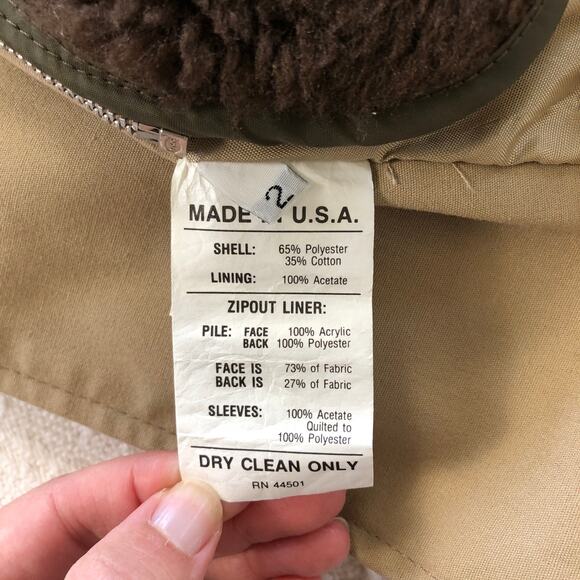 2
MADE U.S.A.
SHELL: 65% Polyester
35% Cotton
LINING: 100% Acetate
ZIPOUT LINER:
PILE: FACE 100% Acrylic
BACK 100% Polyester
FACE IS 73% of Fabric
BACK IS 27% of Fabric
SLEEVES: 100% Acetate
Quilted to
100% Polyester
DRY CLEAN ONLY
RN 44501